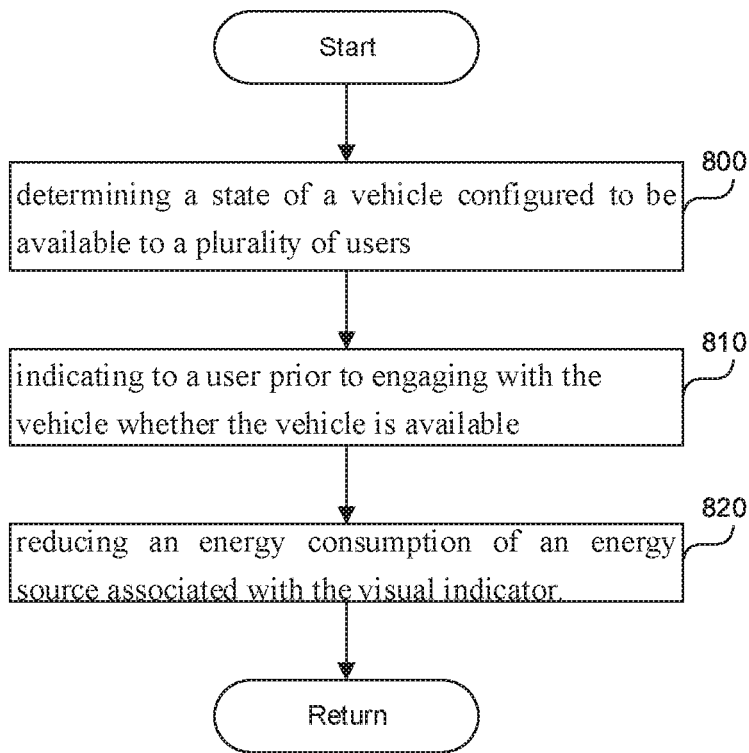 Start
800
determining a state of a vehicle configured to be
available to a plurality of users
810
indicating to a user prior to engaging with the
vehicle whether the vehicle is available
820
reducing an energy consumption of an energy
source associated with the visual indicator.
Return